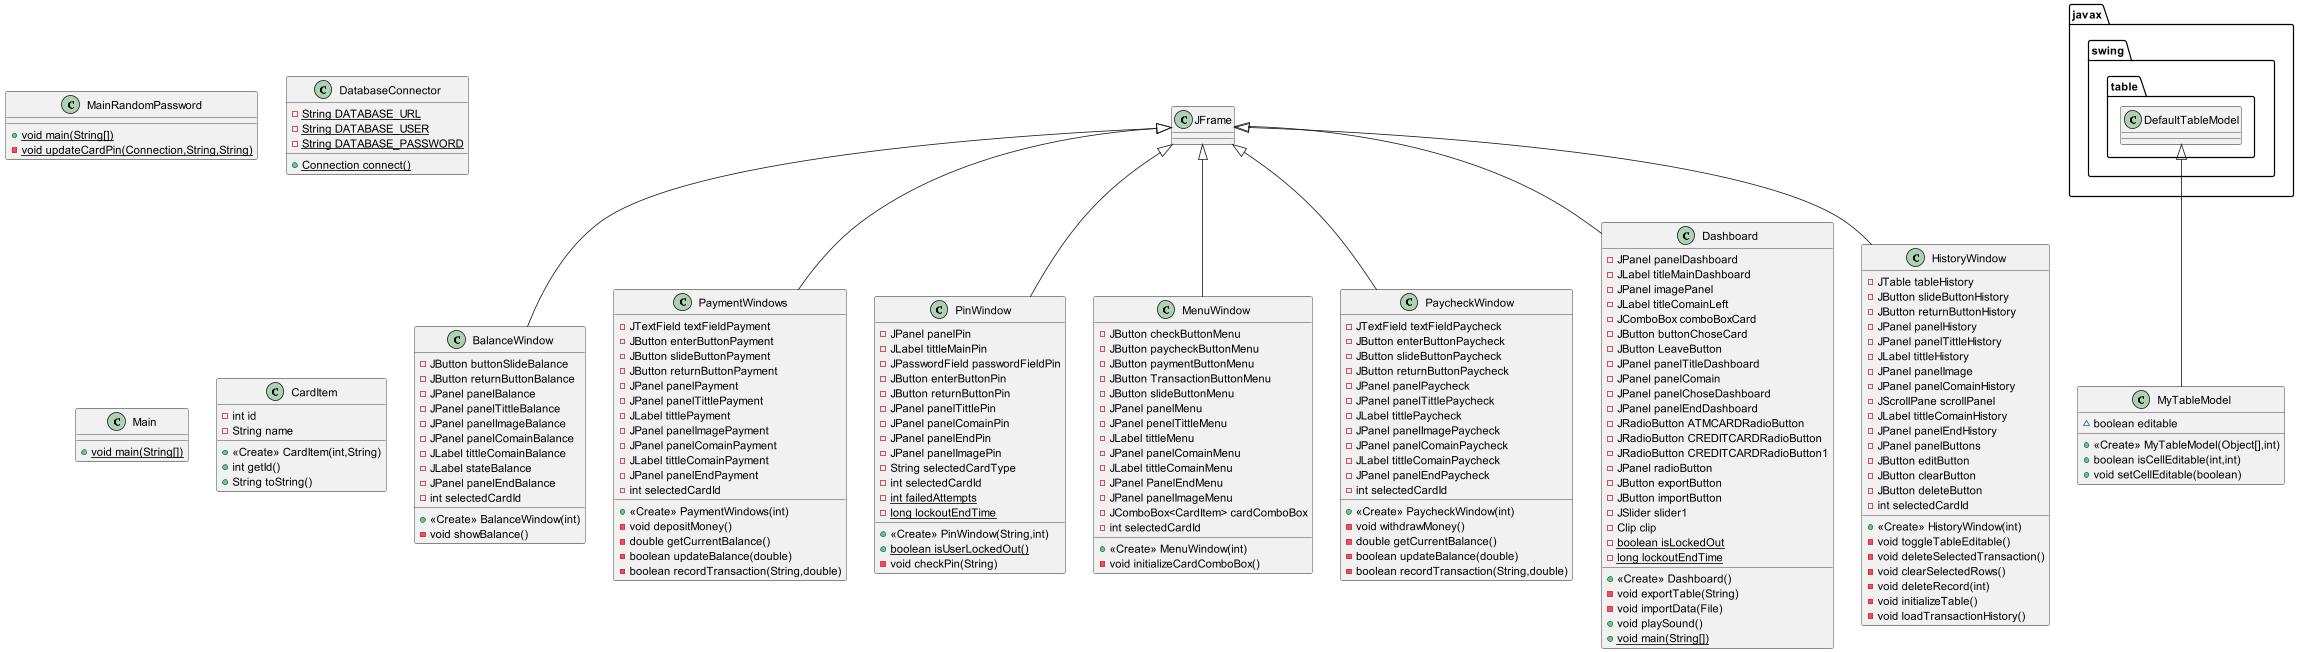 javax
swing
table
DefaultTableModel
MainRandomPassword
void main(String[])
void updateCardPin(Connection,String,String)
DatabaseConnector
String DATABASE_URL
String DATABASE_USER
String DATABASE_PASSWORD
Connection connect()
JFrame
Main
void main(String[])
CardItem
int id
String name
«Create» CardItem(int,String)
int getId()
String toString()
BalanceWindow
JButton buttonSlideBalance
JButton returnButtonBalance
JPanel panelBalance
JPanel panelTittleBalance
JPanel panelImageBalance
JPanel panelComainBalance
JLabel tittleComainBalance
JLabel stateBalance
JPanel panelEndBalance
int selectedCardId
«Create» BalanceWindow(int)
void showBalance()
PaymentWindows
JTextField textFieldPayment
JButton enterButtonPayment
JButton slideButtonPayment
JButton returnButtonPayment
JPanel panelPayment
JPanel panelTittlePayment
JLabel tittlePayment
JPanel panelImagePayment
JPanel panelComainPayment
JLabel tittleComainPayment
JPanel panelEndPayment
int selectedCardId
«Create» PaymentWindows(int)
void depositMoney()
double getCurrentBalance()
boolean updateBalance(double)
boolean recordTransaction(String,double)
PinWindow
JPanel panelPin
JLabel tittleMainPin
JPasswordField passwordFieldPin
JButton enterButtonPin
JButton returnButtonPin
JPanel panelTittlePin
JPanel panelComainPin
JPanel panelEndPin
JPanel panelImagePin
String selectedCardType
int selectedCardId
int failedAttempts
long lockoutEndTime
«Create» PinWindow(String,int)
boolean isUserLockedOut()
void checkPin(String)
MenuWindow
JButton checkButtonMenu
JButton paycheckButtonMenu
JButton paymentButtonMenu
JButton TransactionButtonMenu
JButton slideButtonMenu
JPanel panelMenu
JPanel penelTittleMenu
JLabel tittleMenu
JPanel panelComainMenu
JLabel tittleComainMenu
JPanel PanelEndMenu
JPanel panelImageMenu
JComboBox<CardItem> cardComboBox
int selectedCardId
«Create» MenuWindow(int)
void initializeCardComboBox()
PaycheckWindow
JTextField textFieldPaycheck
JButton enterButtonPaycheck
JButton slideButtonPaycheck
JButton returnButtonPaycheck
JPanel panelPaycheck
JPanel panelTittlePaycheck
JLabel tittlePaycheck
JPanel panelImagePaycheck
JPanel panelComainPaycheck
JLabel tittleComainPaycheck
JPanel panelEndPaycheck
int selectedCardId
«Create» PaycheckWindow(int)
void withdrawMoney()
double getCurrentBalance()
boolean updateBalance(double)
boolean recordTransaction(String,double)
Dashboard
JPanel panelDashboard
JLabel titleMainDashboard
JPanel imagePanel
JLabel titleComainLeft
JComboBox comboBoxCard
JButton buttonChoseCard
JButton LeaveButton
JPanel panelTitleDashboard
JPanel panelComain
JPanel panelChoseDashboard
JPanel panelEndDashboard
JRadioButton ATMCARDRadioButton
JRadioButton CREDITCARDRadioButton
JRadioButton CREDITCARDRadioButton1
JPanel radioButton
JButton exportButton
JButton importButton
JSlider slider1
Clip clip
boolean isLockedOut
long lockoutEndTime
«Create» Dashboard()
void exportTable(String)
void importData(File)
void playSound()
void main(String[])
HistoryWindow
JTable tableHistory
JButton slideButtonHistory
JButton returnButtonHistory
JPanel panelHistory
JPanel panelTittleHistory
JLabel tittleHistory
JPanel panelImage
JPanel panelComainHistory
JScrollPane scrollPanel
JLabel tittleComainHistory
JPanel panelEndHistory
JPanel panelButtons
JButton editButton
JButton clearButton
JButton deleteButton
int selectedCardId
«Create» HistoryWindow(int)
void toggleTableEditable()
void deleteSelectedTransaction()
void clearSelectedRows()
void deleteRecord(int)
void initializeTable()
void loadTransactionHistory()
MyTableModel
boolean editable
«Create» MyTableModel(Object[],int)
boolean isCellEditable(int,int)
void setCellEditable(boolean)